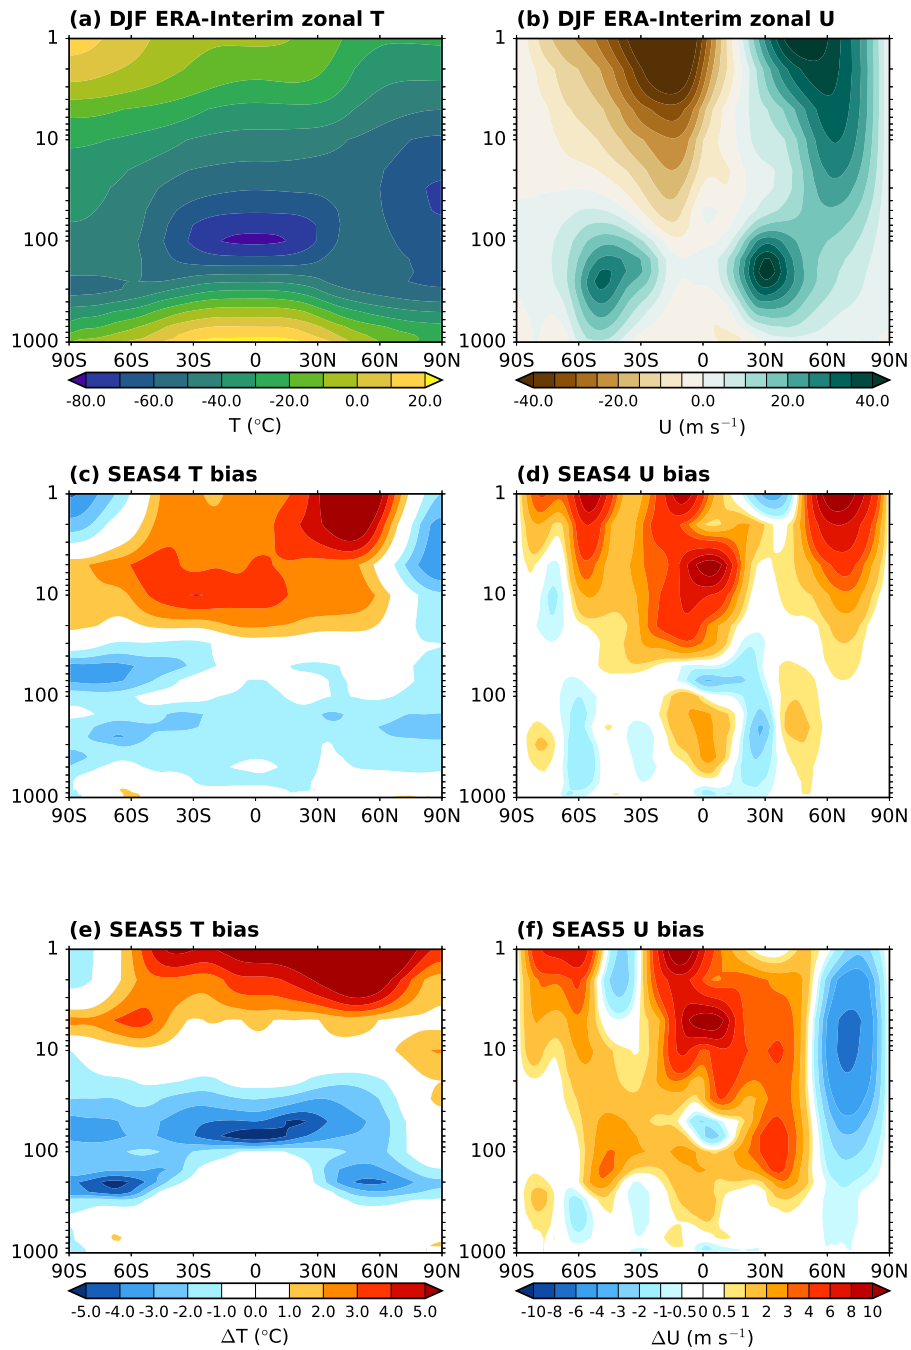 (a) DJF ERA-Interim zonal T
(b) DJF ERA-Interim zonal U
1
10
100
1000
90S 60S 30S 0 30N 60N 90N
-80.0 -60.0 -40.0 -20.0 0.0 20.0
T (°C)
1
10
100
1000
90S 60S 30S 0 30N 60N 90N
-40.0 -20.0 0.0 20.0 40.0
U (m s⁻¹)
(c) SEAS4 T bias
(d) SEAS4 U bias
1
10
100
1000
90S 60S 30S 0 30N 60N 90N
1
10
100
1000
90S 60S 30S 0 30N 60N 90N
(e) SEAS5 T bias
(f) SEAS5 U bias
1
10
100
1000
90S 60S 30S 0 30N 60N 90N
-5.0 -4.0 -3.0 -2.0 -1.0 0.0 1.0 2.0 3.0 4.0 5.0
ΔT (°C)
1
10
100
1000
90S 60S 30S 0 30N 60N 90N
-10 -8 -6 -4 -3 -2 -1 -0.5 0 0.5 1 2 3 4 6 8 10
ΔU (m s⁻¹)